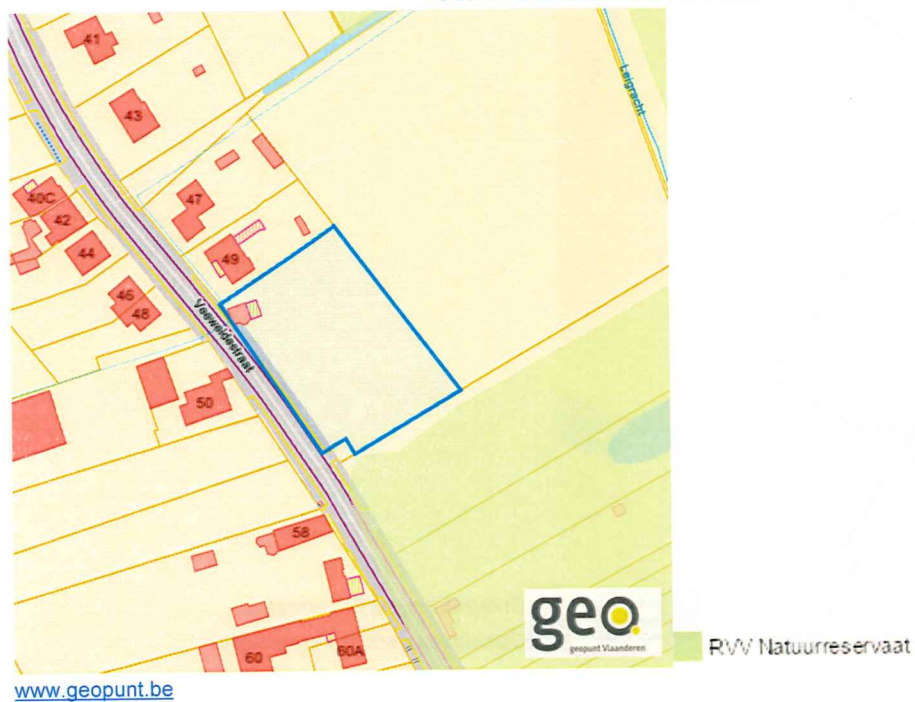 41
43
Leigracht
40C
42
47
44
49
46
48
Veeweidestraat
50
58
60
60A
geo
geopunt Vlaanderen
RVV Natuurreservaat
www.geopunt.be